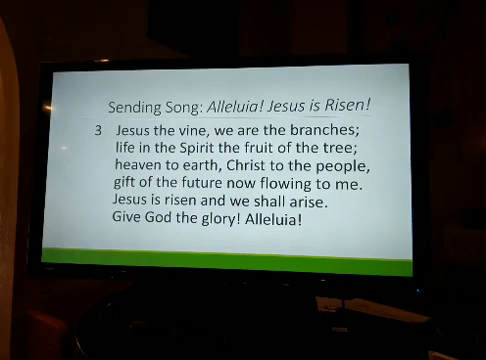 Sending Song: Alleluia! Jesus is Risen!
3 Jesus the vine, we are the branches;
life in the Spirit the fruit of the tree;
heaven to earth, Christ to the people,
gift of the future now flowing to me.
Jesus is risen and we shall arise.
Give God the glory! Alleluia!